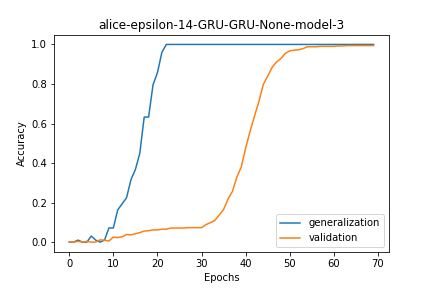 alice-epsilon-14-GRU-GRU-None-model-3
1.0
0.8
0.6
0.4
0.2
0.0
Accuracy
0 10 20 30 40 50 60 70
Epochs
generalization
validation